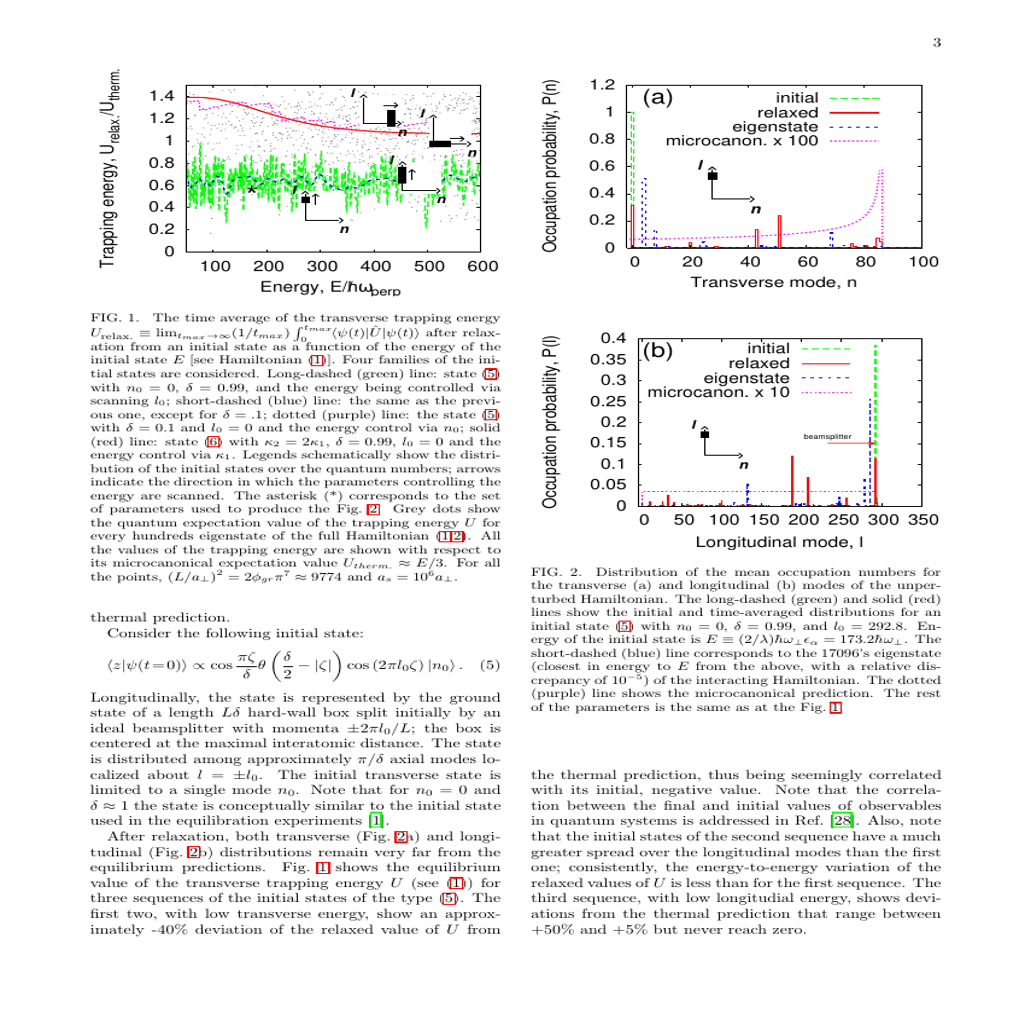 3
Trapping energy, U_relax./U_therm.
1.4
1.2
1
0.8
0.6
0.4
0.2
0
l
n
n
l
n
l
n
*
100 200 300 400 500 600
Energy, E/ħω_perp
FIG. 1. The time average of the transverse trapping energy
U_relax. ≡ lim_{t_max→∞}(1/t_max) ∫_0^{t_max}⟨ψ(t)|Û|ψ(t)⟩ after relax-
ation from an initial state as a function of the energy of the
initial state E [see Hamiltonian (1)]. Four families of the ini-
tial states are considered. Long-dashed (green) line: state (5)
with n₀ = 0, δ = 0.99, and the energy being controlled via
scanning l₀; short-dashed (blue) line: the same as the previ-
ous one, except for δ = .1; dotted (purple) line: the state (5)
with δ = 0.1 and l₀ = 0 and the energy control via n₀; solid
(red) line: state (6) with κ₂ = 2κ₁, δ = 0.99, l₀ = 0 and the
energy control via κ₁. Legends schematically show the distri-
bution of the initial states over the quantum numbers; arrows
indicate the direction in which the parameters controlling the
energy are scanned. The asterisk (*) corresponds to the set
of parameters used to produce the Fig. 2. Grey dots show
the quantum expectation value of the trapping energy U for
every hundreds eigenstate of the full Hamiltonian (1,2). All
the values of the trapping energy are shown with respect to
its microcanonical expectation value U_therm. ≈ E/3. For all
the points, (L/a⊥)² = 2ϕ_gr π⁷ ≈ 9774 and a_s = 10⁶a⊥.
thermal prediction.
Consider the following initial state:
⟨z|ψ(t=0)⟩ ∝ cos πζ/δ θ (δ/2 − |ζ|) cos (2πl₀ζ) |n₀⟩ . (5)
Longitudinally, the state is represented by the ground
state of a length Lδ hard-wall box split initially by an
ideal beamsplitter with momenta ±2πl₀/L; the box is
centered at the maximal interatomic distance. The state
is distributed among approximately π/δ axial modes lo-
calized about l = ±l₀. The initial transverse state is
limited to a single mode n₀. Note that for n₀ = 0 and
δ ≈ 1 the state is conceptually similar to the initial state
used in the equilibration experiments [1].
After relaxation, both transverse (Fig. 2a) and longi-
tudinal (Fig. 2b) distributions remain very far from the
equilibrium predictions. Fig. 1 shows the equilibrium
value of the transverse trapping energy U (see (1)) for
three sequences of the initial states of the type (5). The
first two, with low transverse energy, show an approx-
imately -40% deviation of the relaxed value of U from
Occupation probability, P(n)
1.2
1
0.8
0.6
0.4
0.2
0
(a)
initial
relaxed
eigenstate
microcanon. x 100
l
n
0 20 40 60 80 100
Transverse mode, n
Occupation probability, P(l)
0.4
0.35
0.3
0.25
0.2
0.15
0.1
0.05
0
(b)
initial
relaxed
eigenstate
microcanon. x 10
beamsplitter
l
n
0 50 100 150 200 250 300 350
Longitudinal mode, l
FIG. 2. Distribution of the mean occupation numbers for
the transverse (a) and longitudinal (b) modes of the unper-
turbed Hamiltonian. The long-dashed (green) and solid (red)
lines show the initial and time-averaged distributions for an
initial state (5) with n₀ = 0, δ = 0.99, and l₀ = 292.8. En-
ergy of the initial state is E ≡ (2/λ)ħω⊥ϵ_α = 173.2ħω⊥. The
short-dashed (blue) line corresponds to the 17096's eigenstate
(closest in energy to E from the above, with a relative dis-
crepancy of 10⁻⁵) of the interacting Hamiltonian. The dotted
(purple) line shows the microcanonical prediction. The rest
of the parameters is the same as at the Fig. 1.
the thermal prediction, thus being seemingly correlated
with its initial, negative value. Note that the correla-
tion between the final and initial values of observables
in quantum systems is addressed in Ref. [28]. Also, note
that the initial states of the second sequence have a much
greater spread over the longitudinal modes than the first
one; consistently, the energy-to-energy variation of the
relaxed values of U is less than for the first sequence. The
third sequence, with low longitudial energy, shows devi-
ations from the thermal prediction that range between
+50% and +5% but never reach zero.